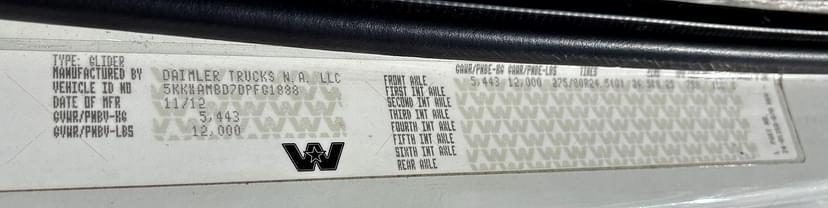 TYPE: GLIDER
MANUFACTURED BY DAIMLER TRUCKS N.A. LLC
VEHICLE ID NO
DATE OF MFR 11/12
GVWR/PNBV-KG 5,443
GVWR/PNBV-LBS 12,000
GAWR/PNBE-KG GAWR/PNBE-LBS TIRES
FRONT AXLE 5,443 12,000
FIRST INT AXLE
SECOND INT AXLE
THIRD INT AXLE
FOURTH INT AXLE
FIFTH INT AXLE
SIXTH INT AXLE
REAR AXLE